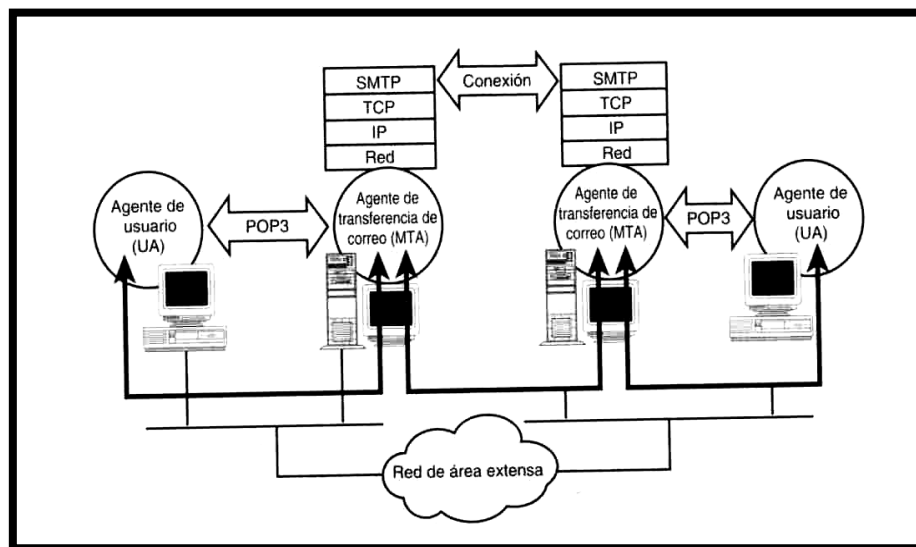 SMTP
TCP
IP
Red
Conexión
SMTP
TCP
IP
Red
Agente de
usuario
(UA)
POP3
Agente de
transferencia de
correo (MTA)
Agente de
transferencia de
correo (MTA)
POP3
Agente de
usuario
(UA)
Red de área extensa